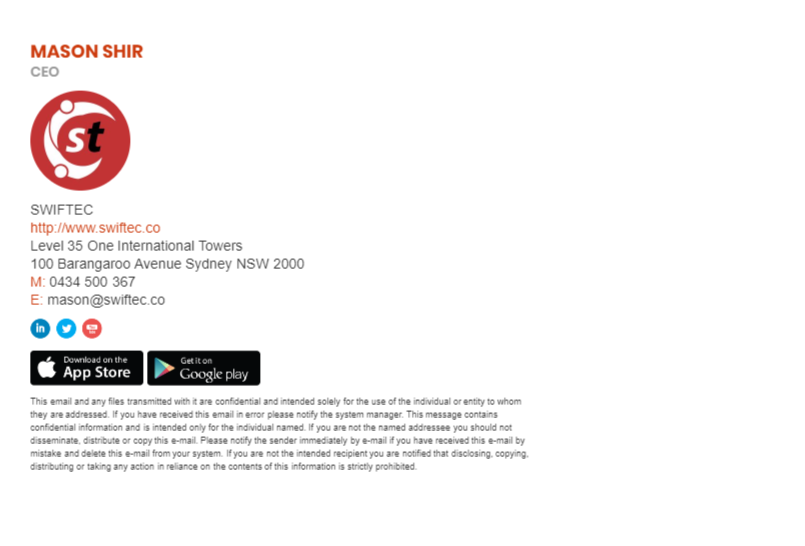 MASON SHIR
CEO
st
SWIFTEC
http://www.swiftec.co
Level 35 One International Towers
100 Barangaroo Avenue Sydney NSW 2000
M: 0434 500 367
E: mason@swiftec.co
in
Download on the
App Store
Get it on
Google play
This email and any files transmitted with it are confidential and intended solely for the use of the individual or entity to whom
they are addressed. If you have received this email in error please notify the system manager. This message contains
confidential information and is intended only for the individual named. If you are not the named addressee you should not
disseminate, distribute or copy this e-mail. Please notify the sender immediately by e-mail if you have received this e-mail by
mistake and delete this e-mail from your system. If you are not the intended recipient you are notified that disclosing, copying,
distributing or taking any action in reliance on the contents of this information is strictly prohibited.